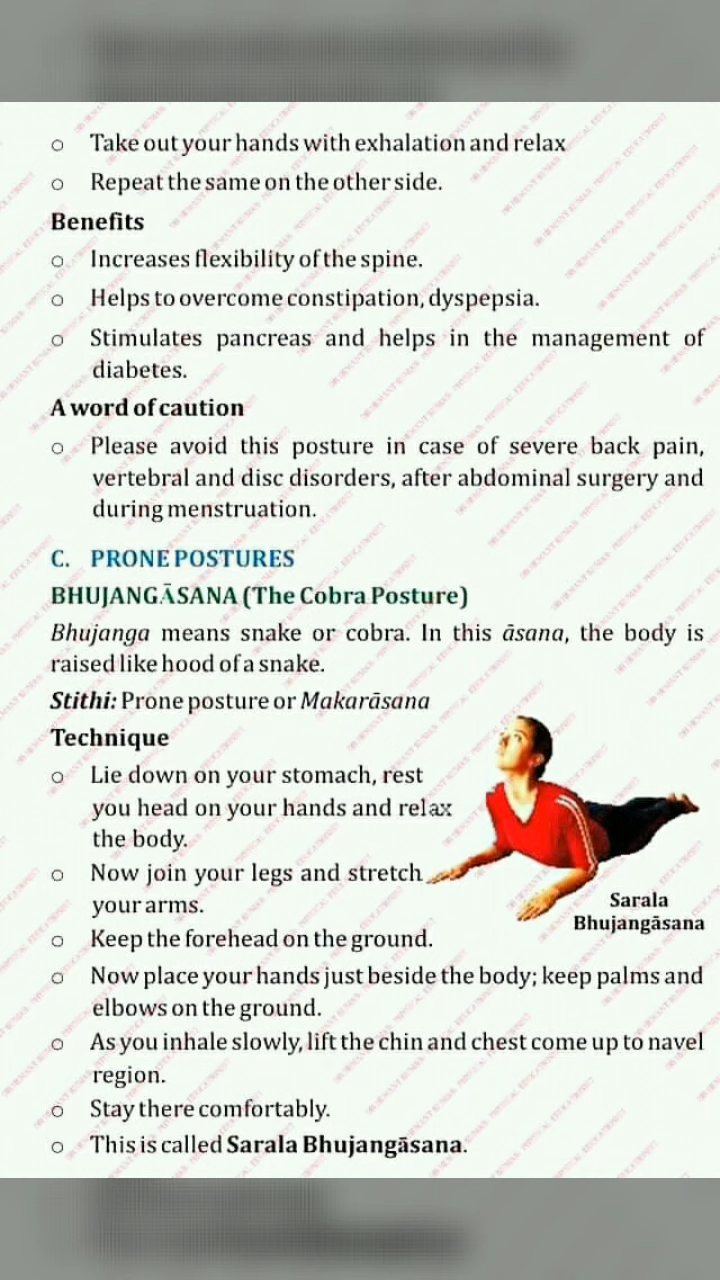 ○ Take out your hands with exhalation and relax
○ Repeat the same on the other side.
Benefits
○ Increases flexibility of the spine.
○ Helps to overcome constipation, dyspepsia.
○ Stimulates pancreas and helps in the management of
diabetes.
A word of caution
○ Please avoid this posture in case of severe back pain,
vertebral and disc disorders, after abdominal surgery and
during menstruation.
C. PRONE POSTURES
BHUJANGĀSANA (The Cobra Posture)
Bhujanga means snake or cobra. In this āsana, the body is
raised like hood of a snake.
Stithi: Prone posture or Makarāsana
Technique
○ Lie down on your stomach, rest
you head on your hands and relax
the body.
○ Now join your legs and stretch
your arms.
Sarala
Bhujangāsana
○ Keep the forehead on the ground.
○ Now place your hands just beside the body; keep palms and
elbows on the ground.
○ As you inhale slowly, lift the chin and chest come up to navel
region.
○ Stay there comfortably.
○ This is called Sarala Bhujangāsana.